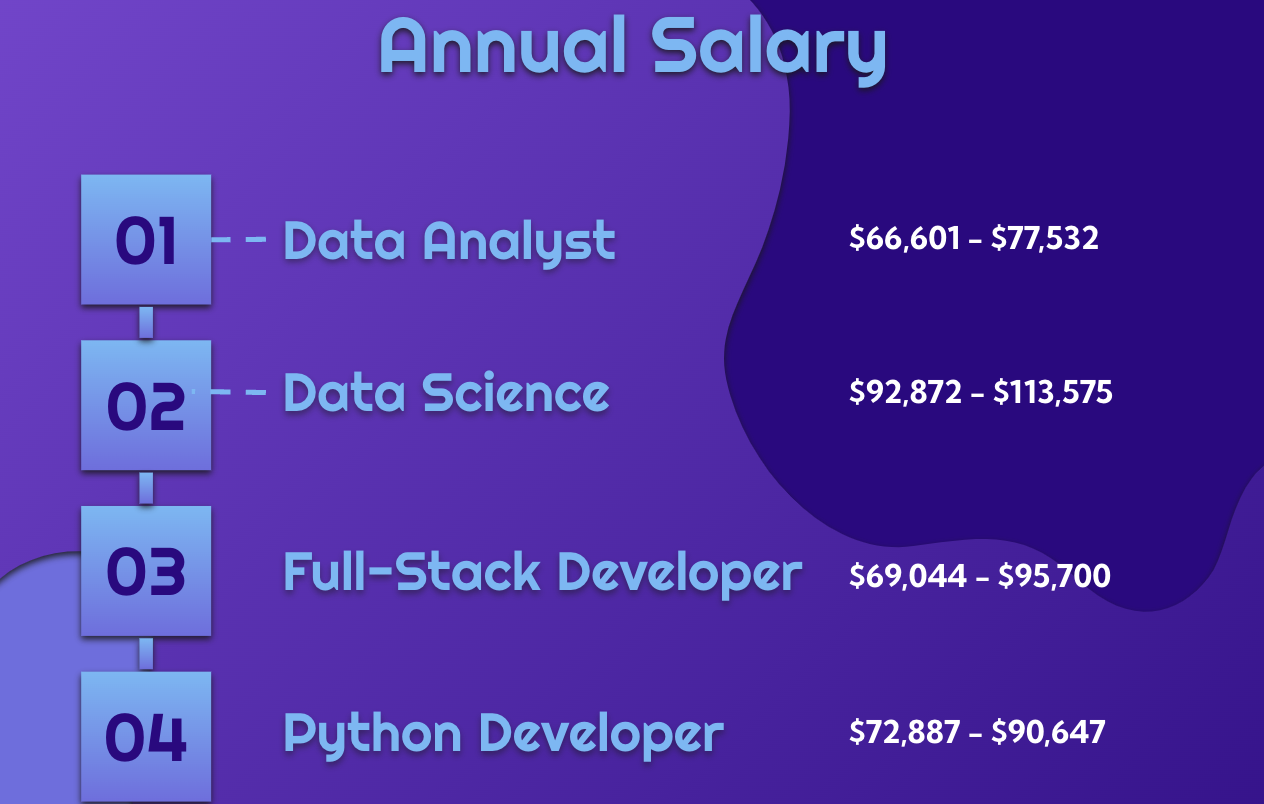 Annual Salary
01 Data Analyst $66,601 – $77,532
02 Data Science $92,872 – $113,575
03 Full-Stack Developer $69,044 – $95,700
04 Python Developer $72,887 – $90,647